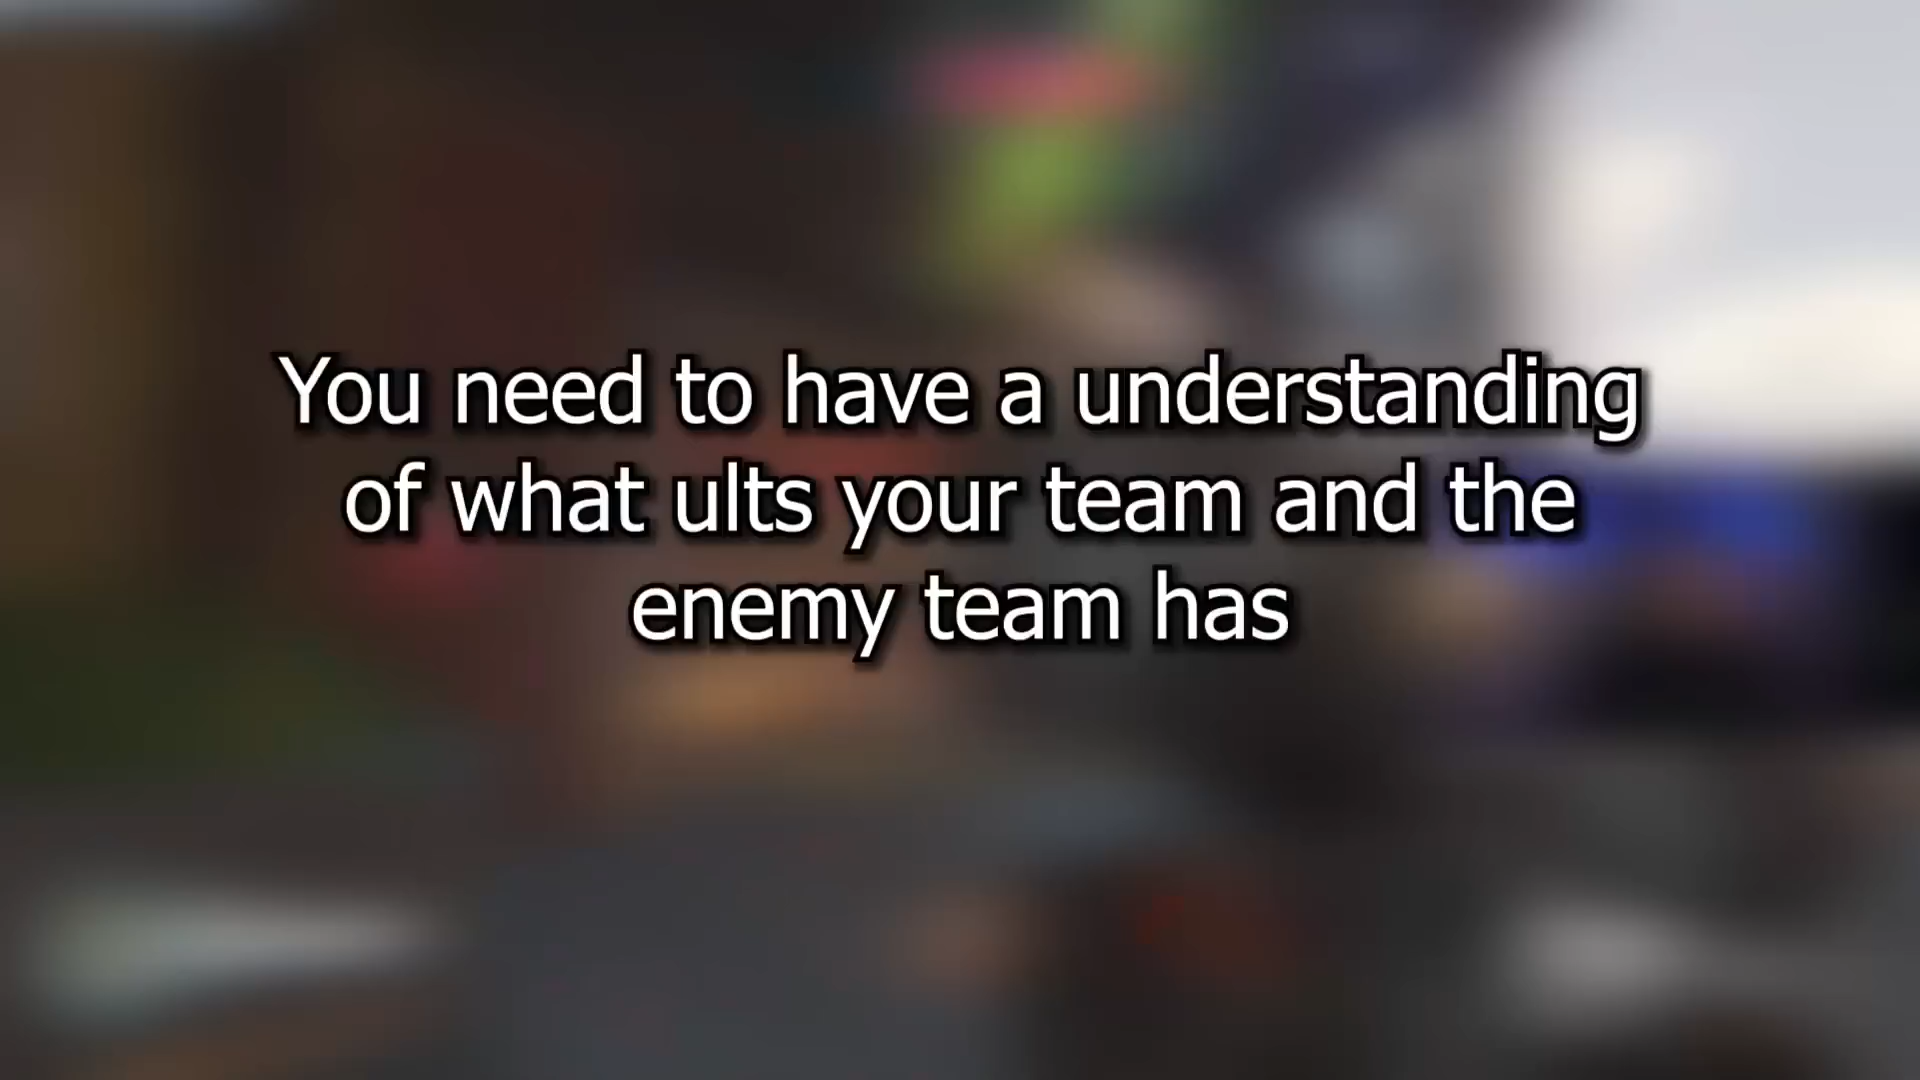 You need to have a understanding
of what ults your team and the
enemy team has